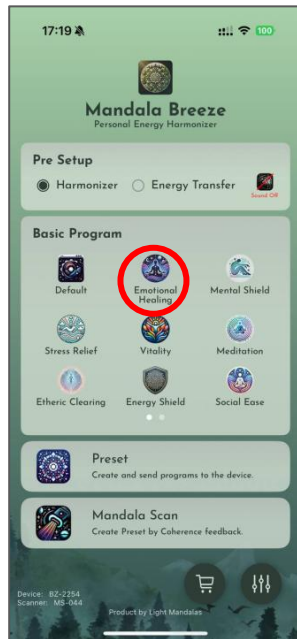 17:19
100
Mandala Breeze
Personal Energy Harmonizer
Pre Setup
Harmonizer
Energy Transfer
Sound Off
Basic Program
Default
Emotional
Healing
Mental Shield
Stress Relief
Vitality
Meditation
Etheric Clearing
Energy Shield
Social Ease
Preset
Create and send programs to the device.
Mandala Scan
Create Preset by Coherence feedback.
Device: BZ-2254
Scanner: MS-044
Product by Light Mandalas